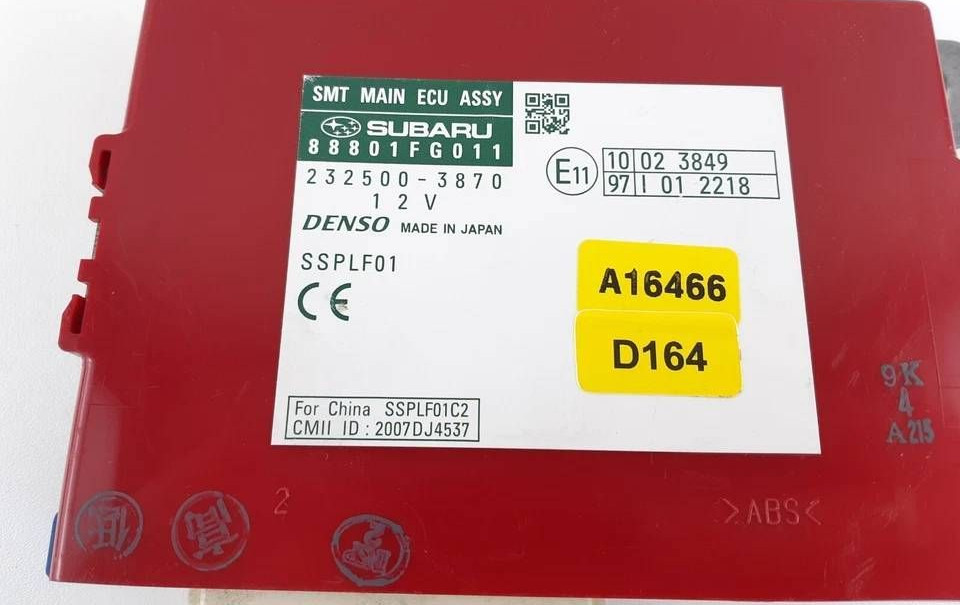 SMT MAIN ECU ASSY
SUBARU
88801FG011
232500-3870
12V
DENSO MADE IN JAPAN
SSPLF01
CE
E11
10 02 3849
97 I 01 2218
A16466
D164
For China SSPLF01C2
CMII ID : 2007DJ4537
9K
4
A215
2
>ABS<
高